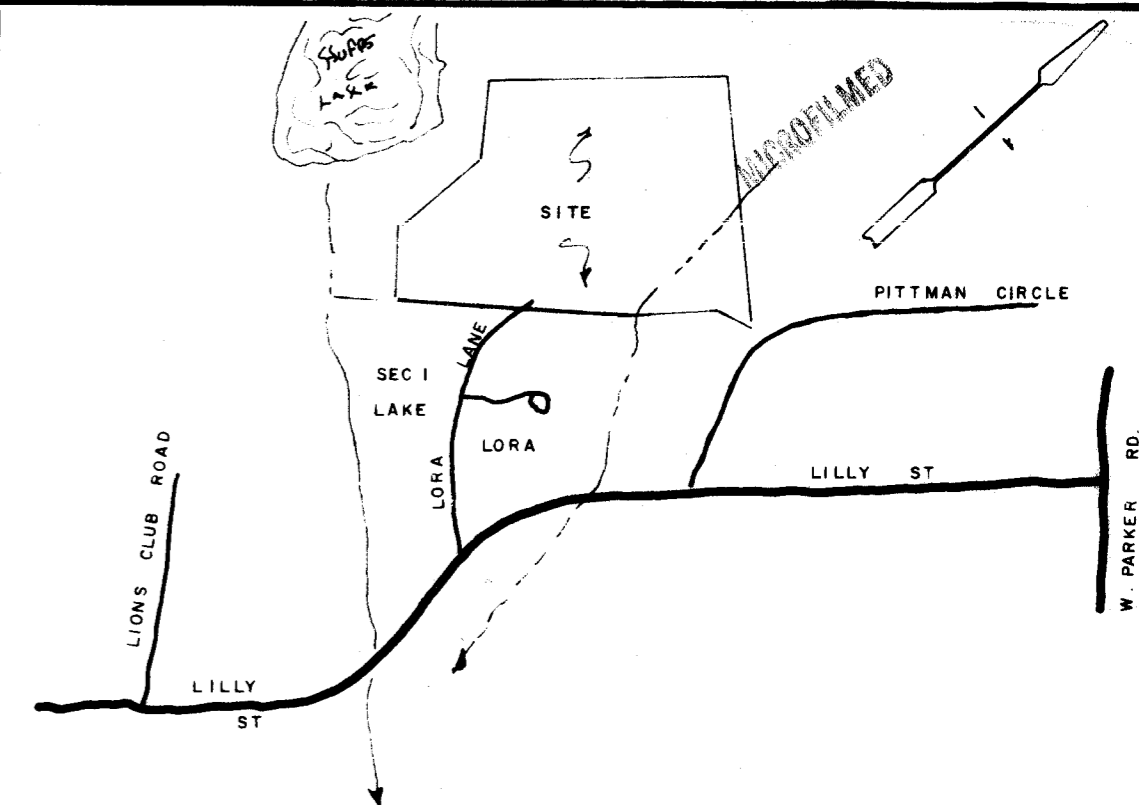 LAKE
MICROFILMED
SITE
PITTMAN CIRCLE
LANE
SEC 1
LAKE
LORA
LORA
LILLY ST
W. PARKER RD.
LIONS CLUB ROAD
LILLY
ST